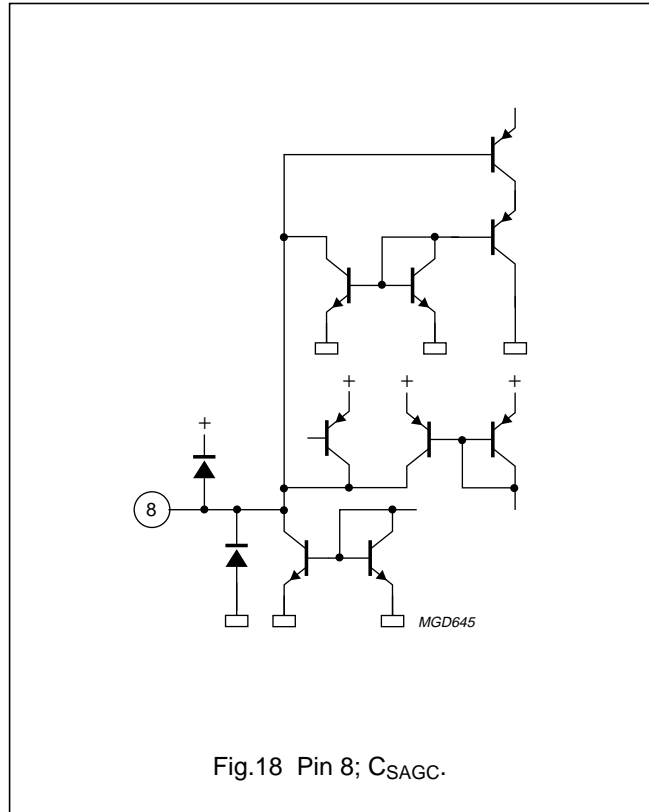 + + +
+
8
MGD645
Fig.18 Pin 8; CSAGC.